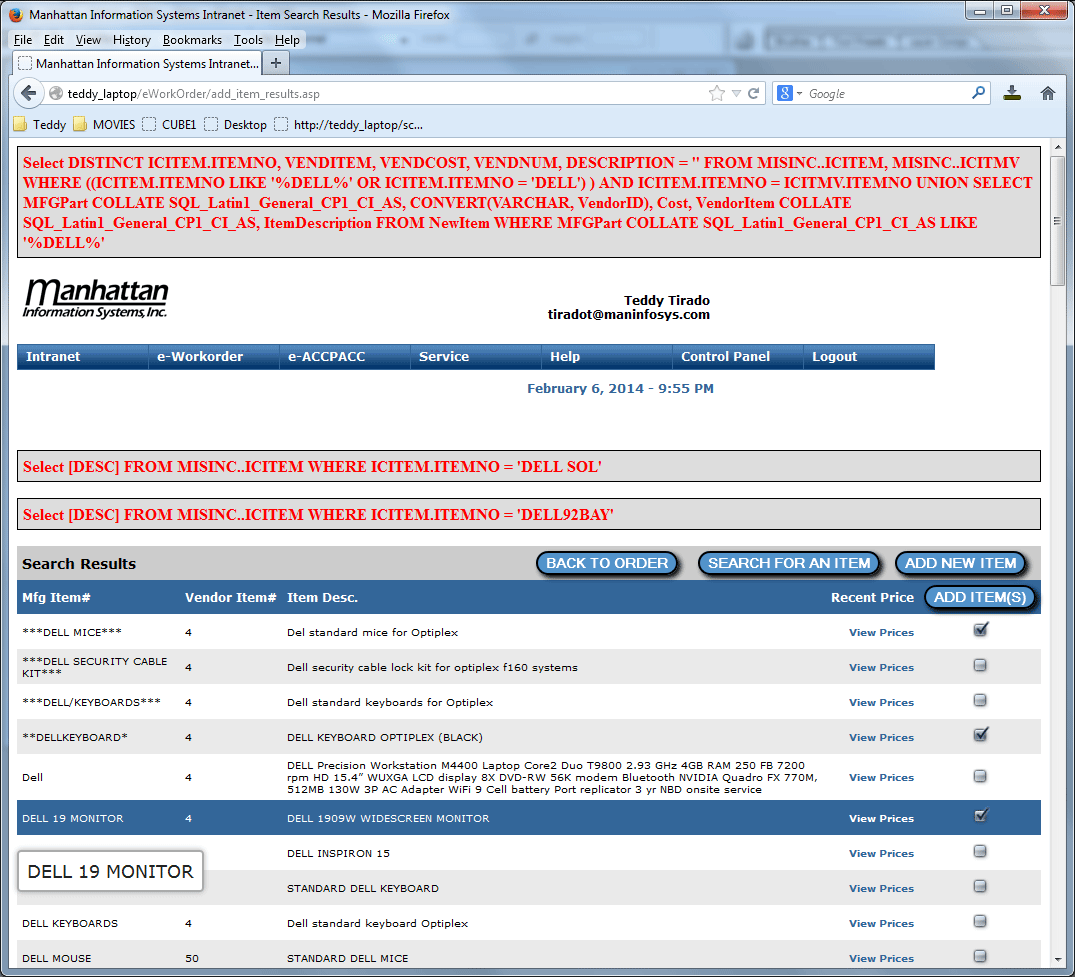 Manhattan Information Systems Intranet - Item Search Results - Mozilla Firefox
File Edit View History Bookmarks Tools Help
Manhattan Information Systems Intranet... +
teddy_laptop/eWorkOrder/add_item_results.asp
8 Google
Teddy MOVIES CUBE1 Desktop http://teddy_laptop/sc...
Select DISTINCT ICITEM.ITEMNO, VENDITEM, VENDCOST, VENDNUM, DESCRIPTION = '' FROM MISINC..ICITEM, MISINC..ICITMV
WHERE ((ICITEM.ITEMNO LIKE '%DELL%' OR ICITEM.ITEMNO = 'DELL') ) AND ICITEM.ITEMNO = ICITMV.ITEMNO UNION SELECT
MFGPart COLLATE SQL_Latin1_General_CP1_CI_AS, CONVERT(VARCHAR, VendorID), Cost, VendorItem COLLATE
SQL_Latin1_General_CP1_CI_AS, ItemDescription FROM NewItem WHERE MFGPart COLLATE SQL_Latin1_General_CP1_CI_AS LIKE
'%DELL%'
Manhattan
Information Systems, Inc.
Teddy Tirado
tiradot@maninfosys.com
Intranet e-Workorder e-ACCPACC Service Help Control Panel Logout
February 6, 2014 - 9:55 PM
Select [DESC] FROM MISINC..ICITEM WHERE ICITEM.ITEMNO = 'DELL SOL'
Select [DESC] FROM MISINC..ICITEM WHERE ICITEM.ITEMNO = 'DELL92BAY'
Search Results BACK TO ORDER SEARCH FOR AN ITEM ADD NEW ITEM
Mfg Item# Vendor Item# Item Desc. Recent Price ADD ITEM(S)
***DELL MICE*** 4 Del standard mice for Optiplex View Prices
***DELL SECURITY CABLE
KIT*** 4 Dell security cable lock kit for optiplex f160 systems View Prices
***DELL/KEYBOARDS*** 4 Dell standard keyboards for Optiplex View Prices
**DELLKEYBOARD* 4 DELL KEYBOARD OPTIPLEX (BLACK) View Prices
DELL Precision Workstation M4400 Laptop Core2 Duo T9800 2.93 GHz 4GB RAM 250 FB 7200
Dell 4 rpm HD 15.4” WUXGA LCD display 8X DVD-RW 56K modem Bluetooth NVIDIA Quadro FX 770M, View Prices
512MB 130W 3P AC Adapter WiFi 9 Cell battery Port replicator 3 yr NBD onsite service
DELL 19 MONITOR 4 DELL 1909W WIDESCREEN MONITOR View Prices
DELL INSPIRON 15 View Prices
DELL 19 MONITOR
STANDARD DELL KEYBOARD View Prices
DELL KEYBOARDS 4 Dell standard keyboard Optiplex View Prices
DELL MOUSE 50 STANDARD DELL MICE View Prices